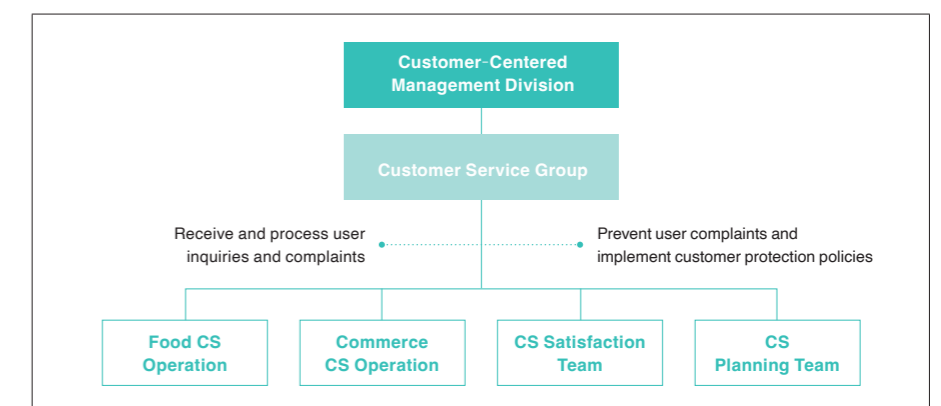 Customer-Centered
Management Division
Customer Service Group
Receive and process user
inquiries and complaints
Prevent user complaints and
implement customer protection policies
Food CS
Operation
Commerce
CS Operation
CS Satisfaction
Team
CS
Planning Team